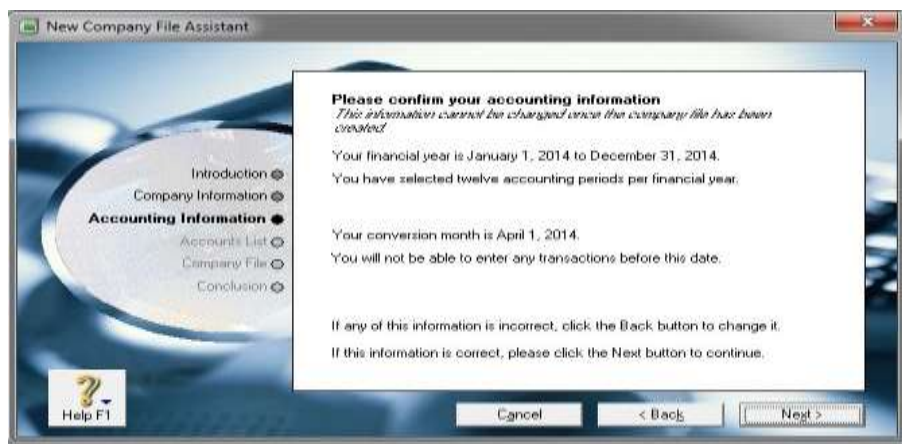 New Company File Assistant
Please confirm your accounting information
This information cannot be changed once the company file has been
created
Your financial year is January 1, 2014 to December 31, 2014.
You have selected twelve accounting periods per financial year.
Introduction
Company Information
Accounting Information
Accounts List
Company File
Conclusion
Your conversion month is April 1, 2014.
You will not be able to enter any transactions before this date.
If any of this information is incorrect, click the Back button to change it.
If this information is correct, please click the Next button to continue.
Help F1
Cancel
< Back
Next >